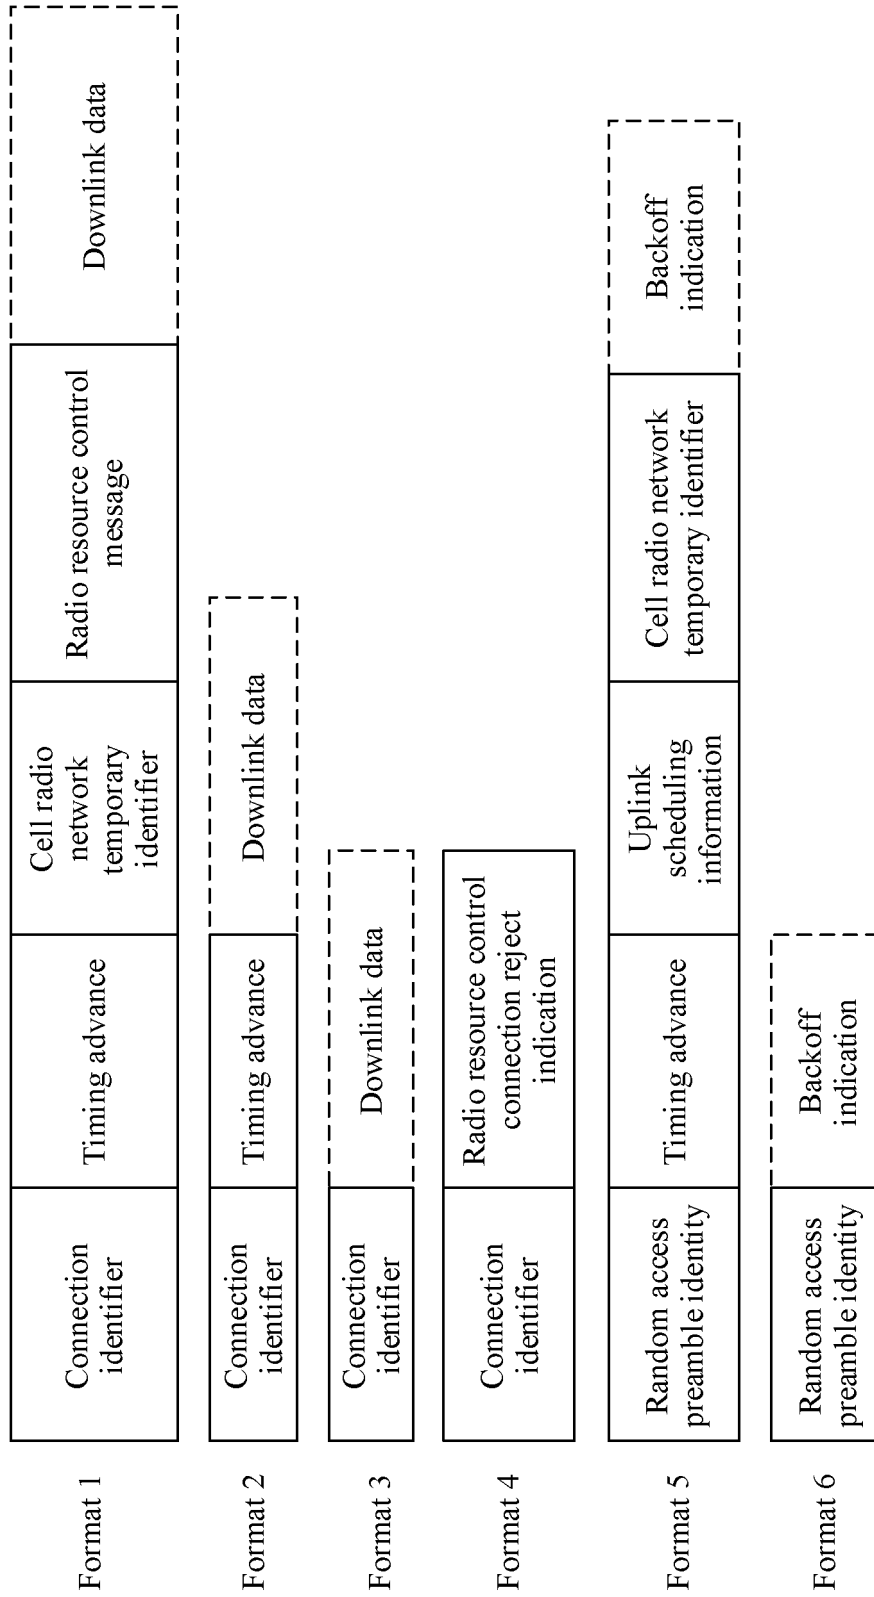 Format 1
Connection
identifier
Timing advance
Cell radio
network
temporary
identifier
Radio resource control
message
Downlink data
Format 2
Connection
identifier
Timing advance
Downlink data
Format 3
Connection
identifier
Downlink data
Format 4
Connection
identifier
Radio resource control
connection reject
indication
Format 5
Random access
preamble identity
Timing advance
Uplink
scheduling
information
Cell radio network
temporary identifier
Backoff
indication
Format 6
Random access
preamble identity
Backoff
indication